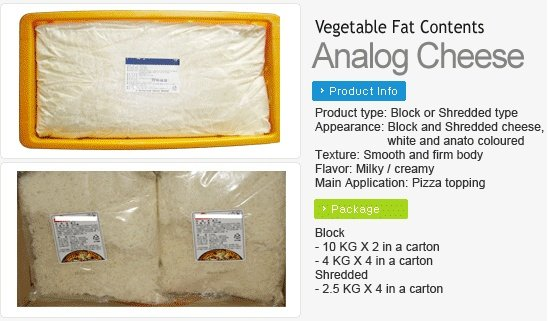 Vegetable Fat Contents
Analog Cheese
Product Info
Product type: Block or Shredded type
Appearance: Block and Shredded cheese,
white and anato coloured
Texture: Smooth and firm body
Flavor: Milky / creamy
Main Application: Pizza topping
Package
Block
- 10 KG X 2 in a carton
- 4 KG X 4 in a carton
Shredded
- 2.5 KG X 4 in a carton